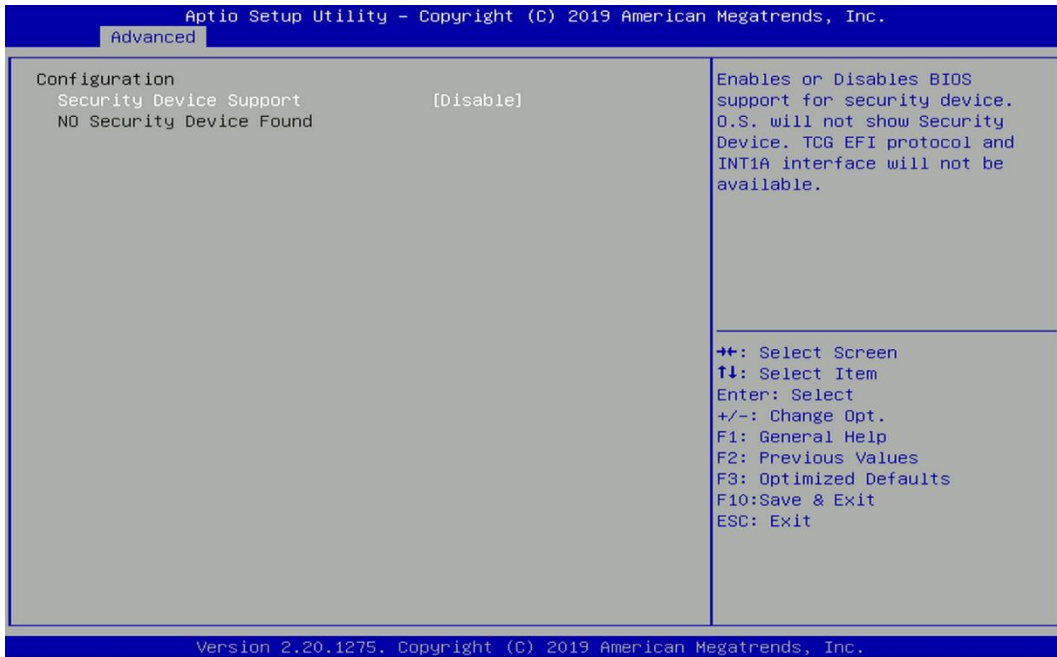 Aptio Setup Utility – Copyright (C) 2019 American Megatrends, Inc.
Advanced
Configuration
Security Device Support [Disable]
NO Security Device Found
Enables or Disables BIOS
support for security device.
O.S. will not show Security
Device. TCG EFI protocol and
INT1A interface will not be
available.
→←: Select Screen
↑↓: Select Item
Enter: Select
+/-: Change Opt.
F1: General Help
F2: Previous Values
F3: Optimized Defaults
F10:Save & Exit
ESC: Exit
Version 2.20.1275. Copyright (C) 2019 American Megatrends, Inc.